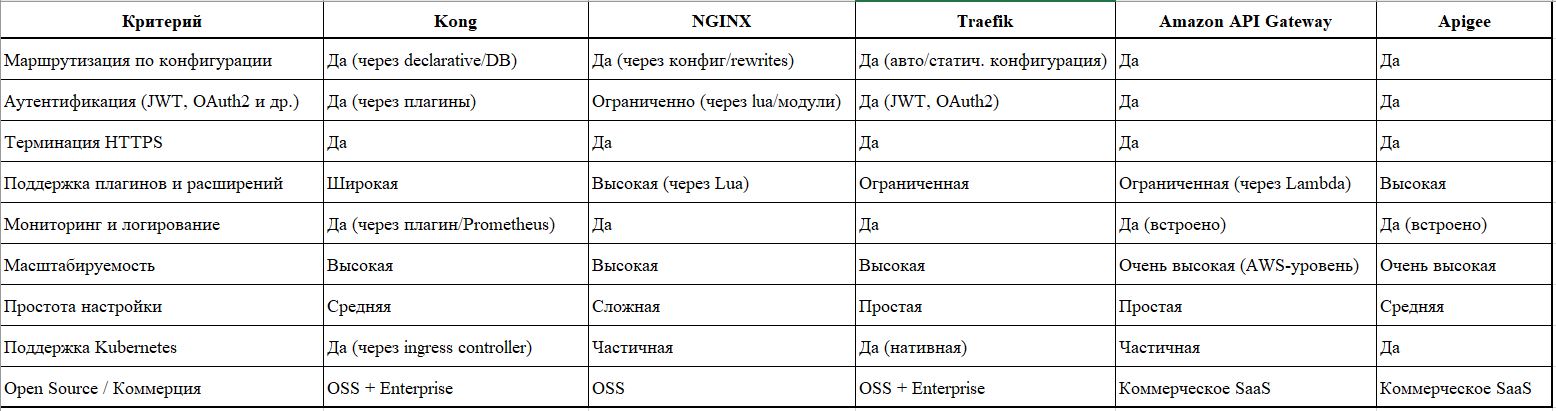 Критерий Kong NGINX Traefik Amazon API Gateway Apigee
Маршрутизация по конфигурации Да (через declarative/DB) Да (через конфиг/rewrites) Да (авто/статич. конфигурация) Да Да
Аутентификация (JWT, OAuth2 и др.) Да (через плагины) Ограниченно (через lua/модули) Да (JWT, OAuth2) Да Да
Терминация HTTPS Да Да Да Да Да
Поддержка плагинов и расширений Широкая Высокая (через Lua) Ограниченная Ограниченная (через Lambda) Высокая
Мониторинг и логирование Да (через плагин/Prometheus) Да Да Да (встроено) Да (встроено)
Масштабируемость Высокая Высокая Высокая Очень высокая (AWS-уровень) Очень высокая
Простота настройки Средняя Сложная Простая Простая Средняя
Поддержка Kubernetes Да (через ingress controller) Частичная Да (нативная) Частичная Да
Open Source / Коммерция OSS + Enterprise OSS OSS + Enterprise Коммерческое SaaS Коммерческое SaaS